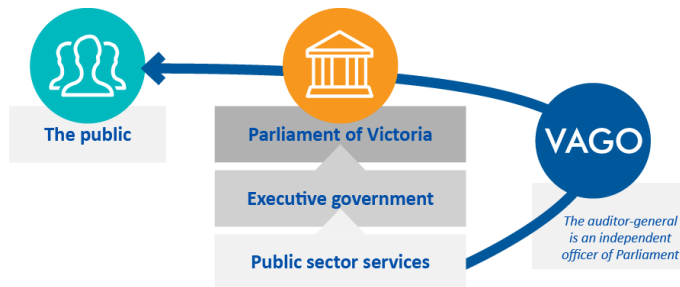 The public
Parliament of Victoria
VAGO
Executive government
The auditor-general
is an independent
officer of Parliament
Public sector services